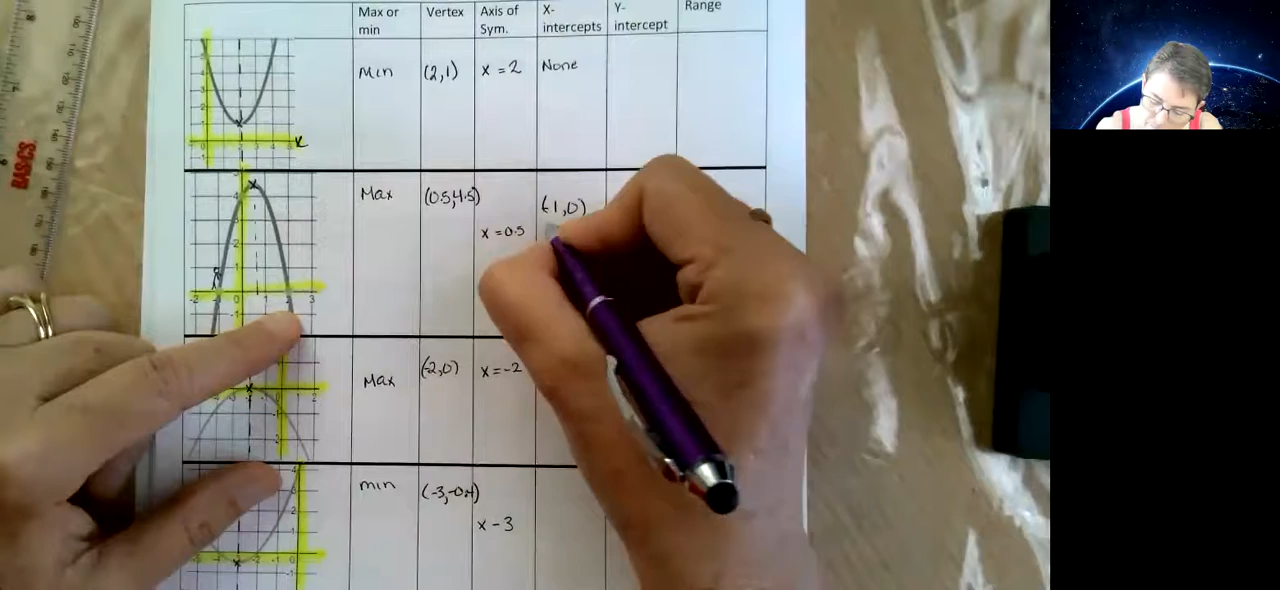 Max or min
Vertex
Axis of Sym.
X-intercepts
Y-intercept
Range
Min
(2,1)
x = 2
None
Max
(0.5,4.5)
x = 0.5
(-1,0)
Max
(-2,0)
x = -2
min
(-3,-0.4)
x - 3
BASICS